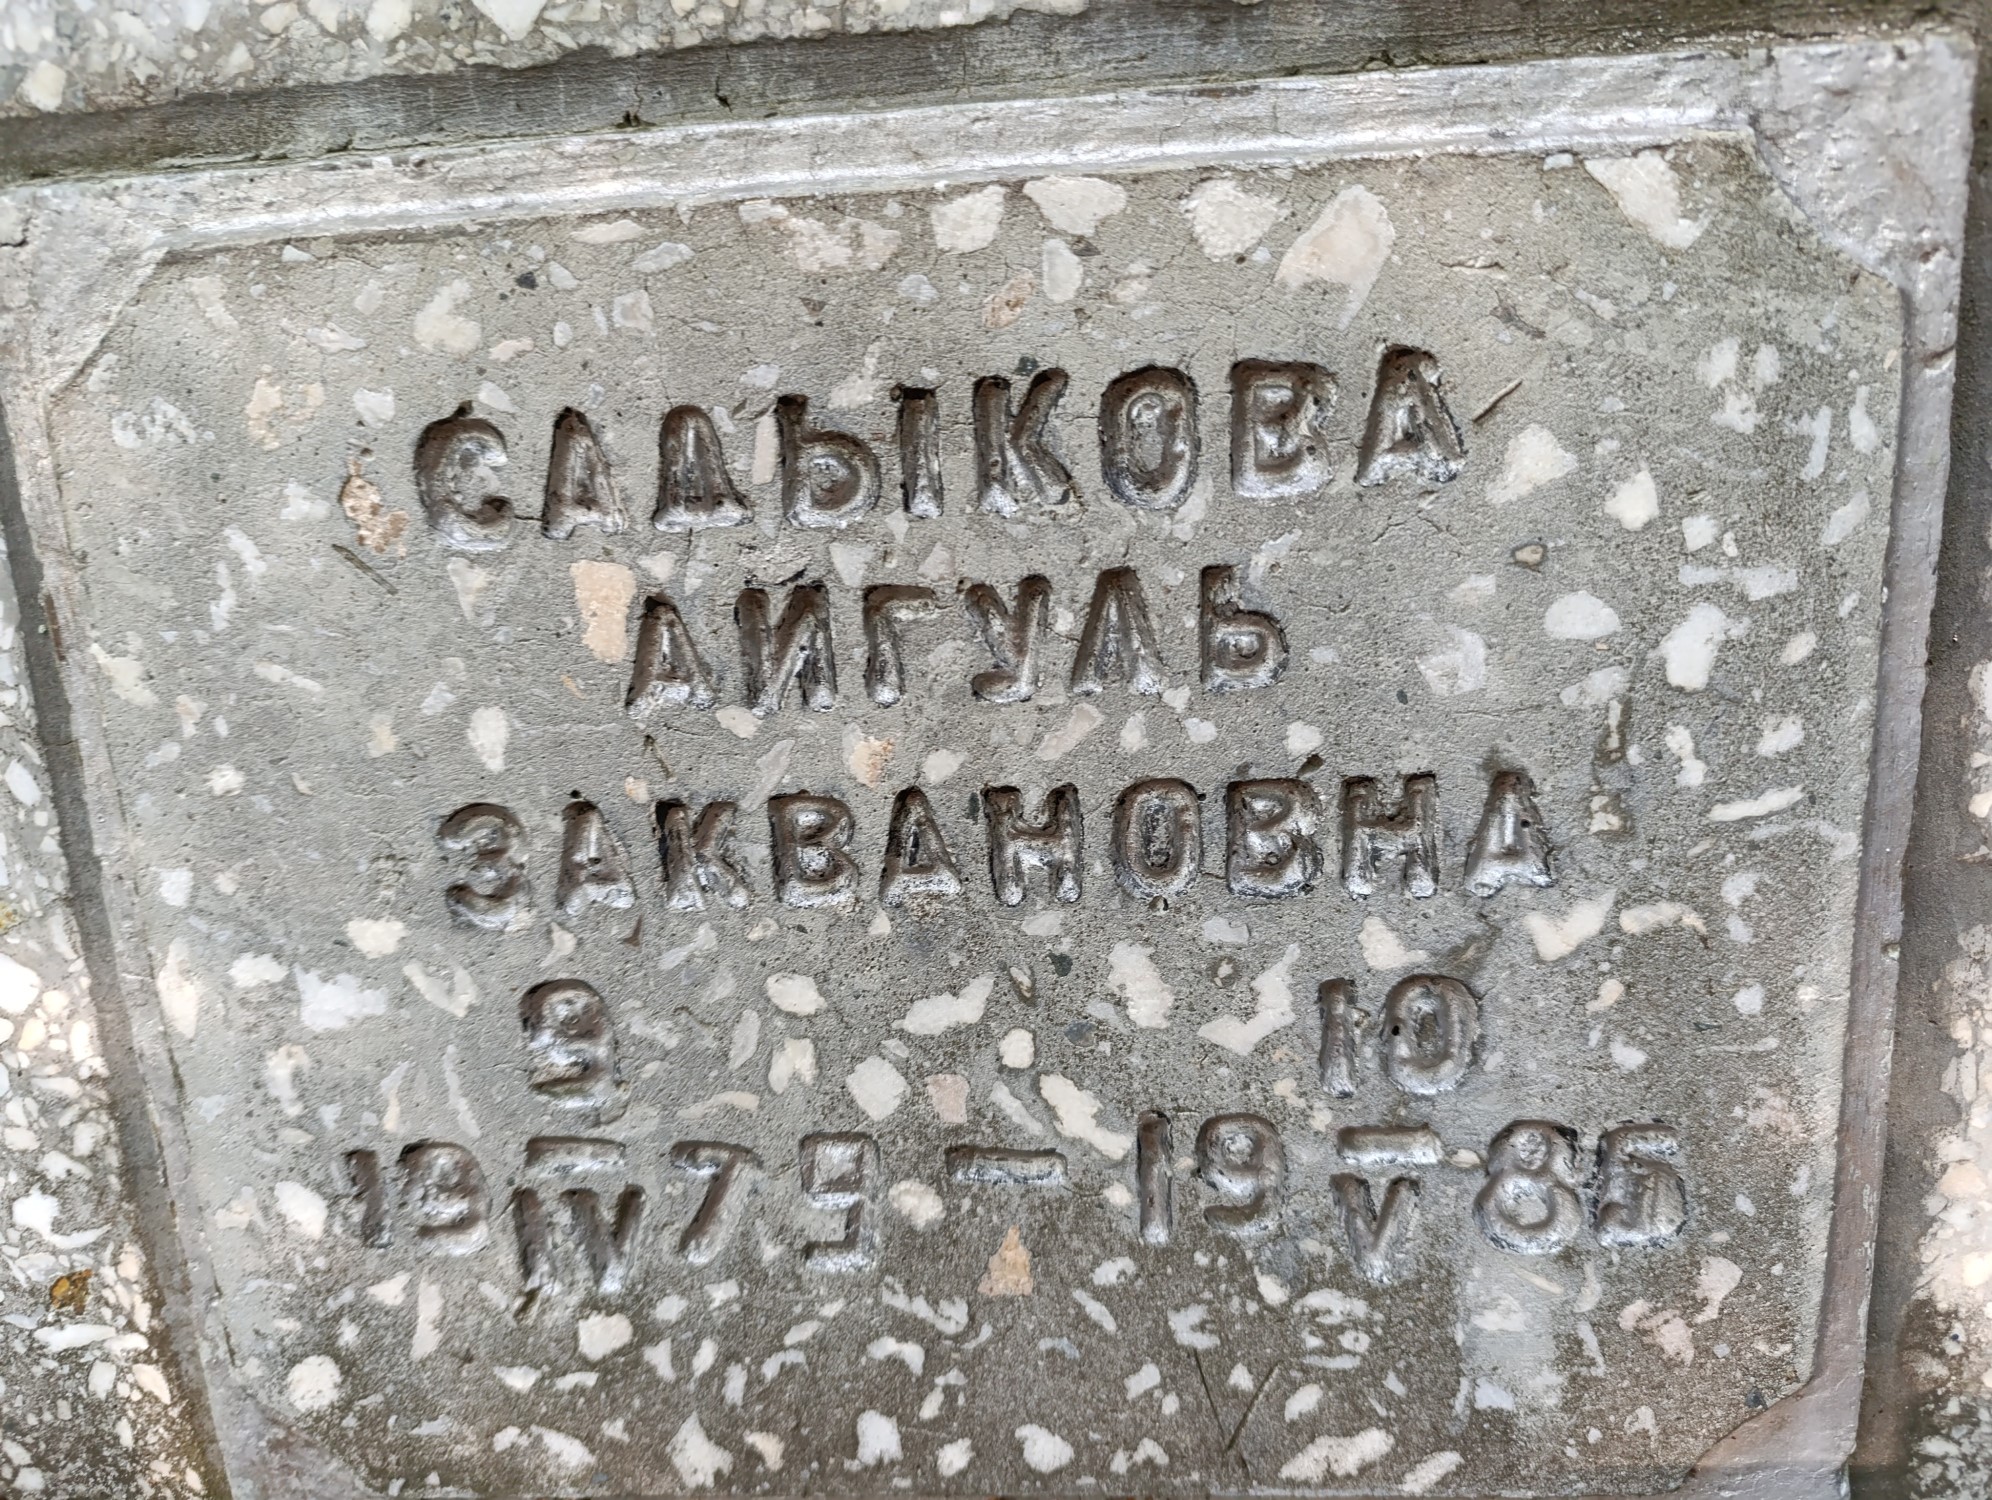 САДЫКОВА
АЙГУЛЬ
ЗАКВАНОВНА
9 10
19 IV 79 — 19 V 85